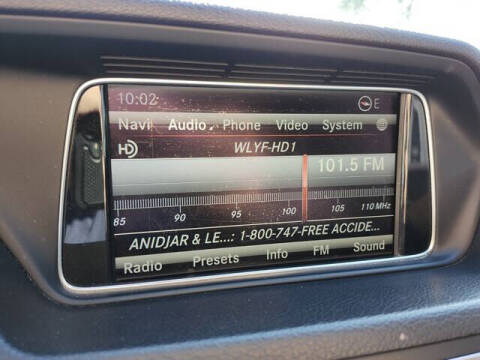 10:02 E
Navi Audio Phone Video System
HD WLYF-HD1
101.5 FM
85 90 95 100 105 110 MHz
ANIDJAR & LE...: 1-800-747-FREE ACCIDE...
Radio Presets Info FM Sound